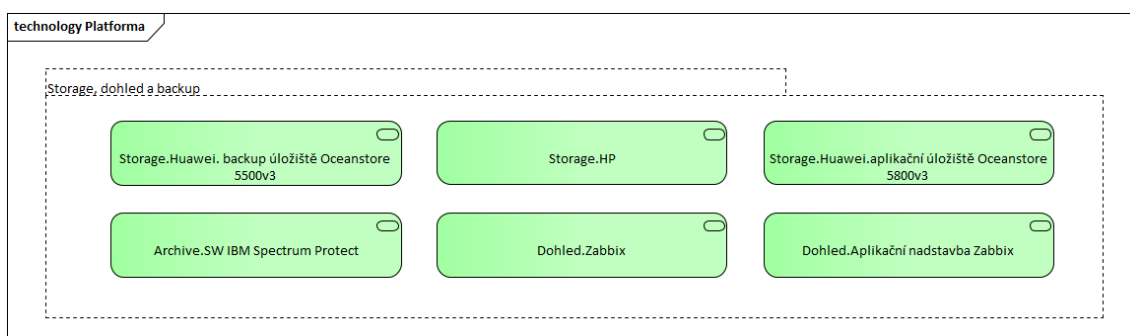 technology Platforma
Storage, dohled a backup
Storage.Huawei. backup úložiště Oceanstore
5500v3
Storage.HP
Storage.Huawei.aplikační úložiště Oceanstore
5800v3
Archive.SW IBM Spectrum Protect
Dohled.Zabbix
Dohled.Aplikační nadstavba Zabbix